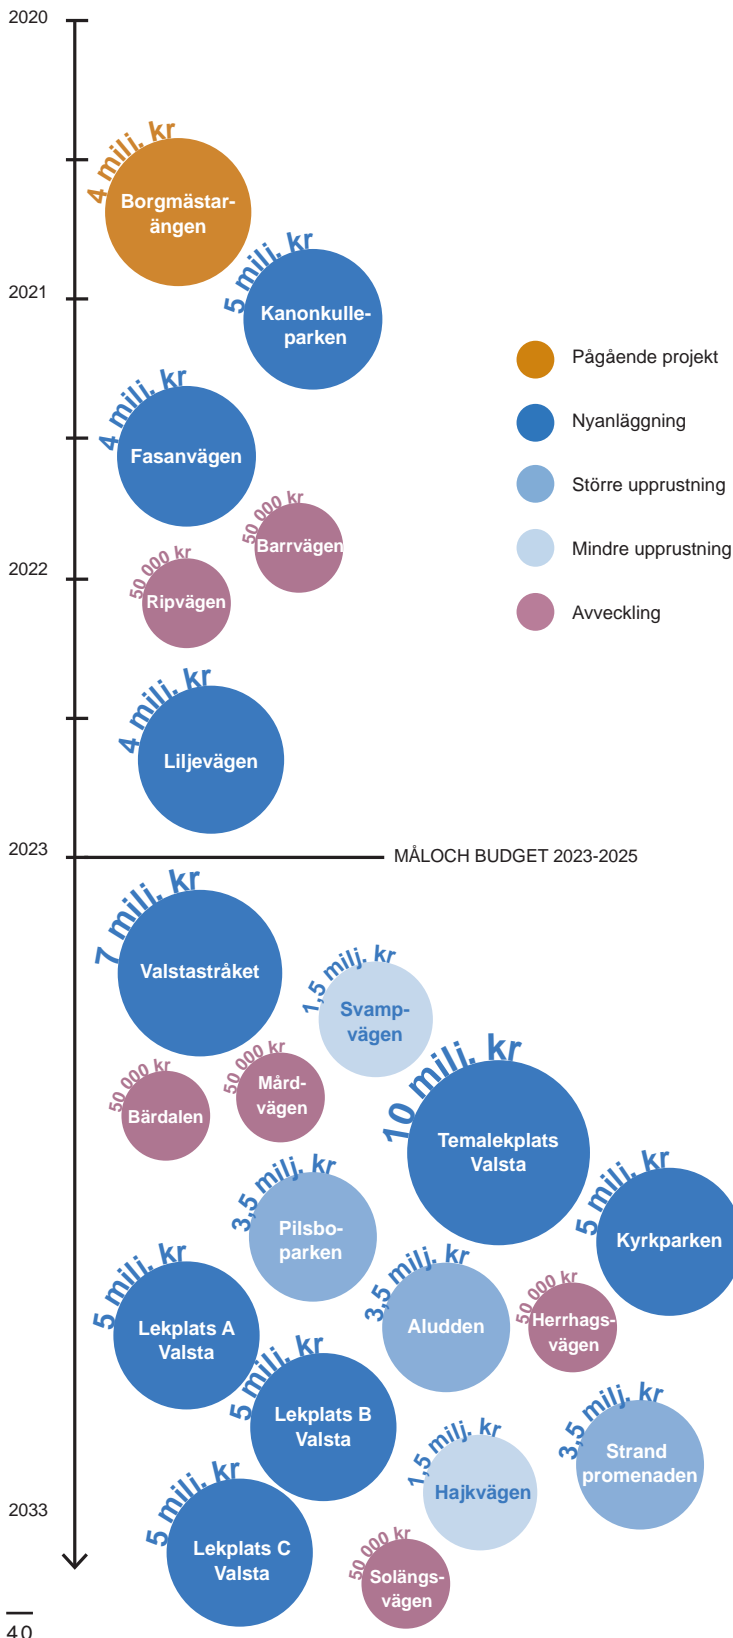 2020
4 milj. kr
Borgmästar-
ängen
5 milj. kr
2021
Kanonkulle-
parken
Pågående projekt
4 milj. kr
Nyanläggning
Fasanvägen
Större upprustning
50 000 kr
Barrvägen
Mindre upprustning
2022
50 000 kr
Ripvägen
Avveckling
4 milj. kr
Liljevägen
2023
MÅLOCH BUDGET 2023-2025
7 milj. kr
Valstastråket
1,5 milj. kr
Svamp-
vägen
50 000 kr
Bärdalen
50 000 kr
Mård-
vägen
10 milj. kr
Temalekplats
Valsta
3,5 milj. kr
Pilsbo-
parken
5 milj. kr
Kyrkparken
5 milj. kr
Lekplats A
Valsta
3,5 milj. kr
Aludden
50 000 kr
Herrhags-
vägen
5 milj. kr
Lekplats B
Valsta
1,5 milj. kr
Hajkvägen
3,5 milj. kr
Strand
promenaden
2033
5 milj. kr
Lekplats C
Valsta
50 000 kr
Solängs-
vägen
40